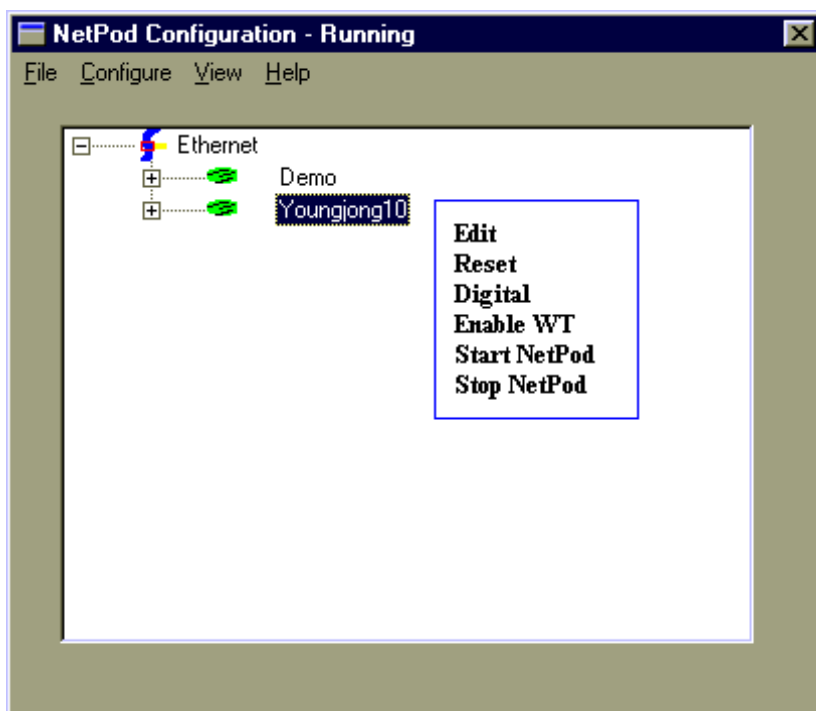 NetPod Configuration - Running
File Configure View Help
Ethernet
Demo
Youngjong10
Edit
Reset
Digital
Enable WT
Start NetPod
Stop NetPod